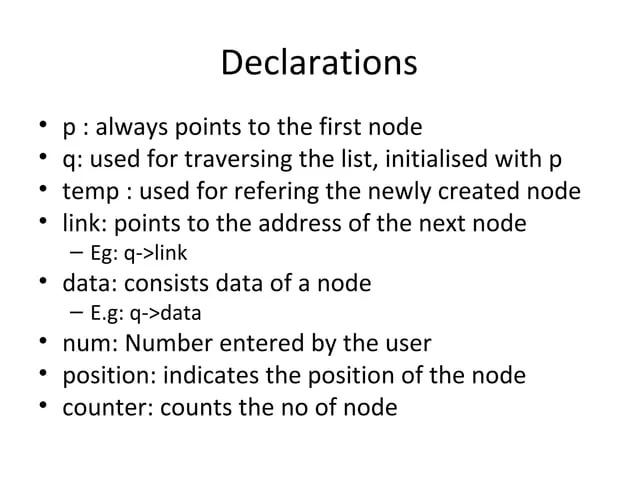 Declarations
• p : always points to the first node
• q: used for traversing the list, initialised with p
• temp : used for refering the newly created node
• link: points to the address of the next node
– Eg: q->link
• data: consists data of a node
– E.g: q->data
• num: Number entered by the user
• position: indicates the position of the node
• counter: counts the no of node